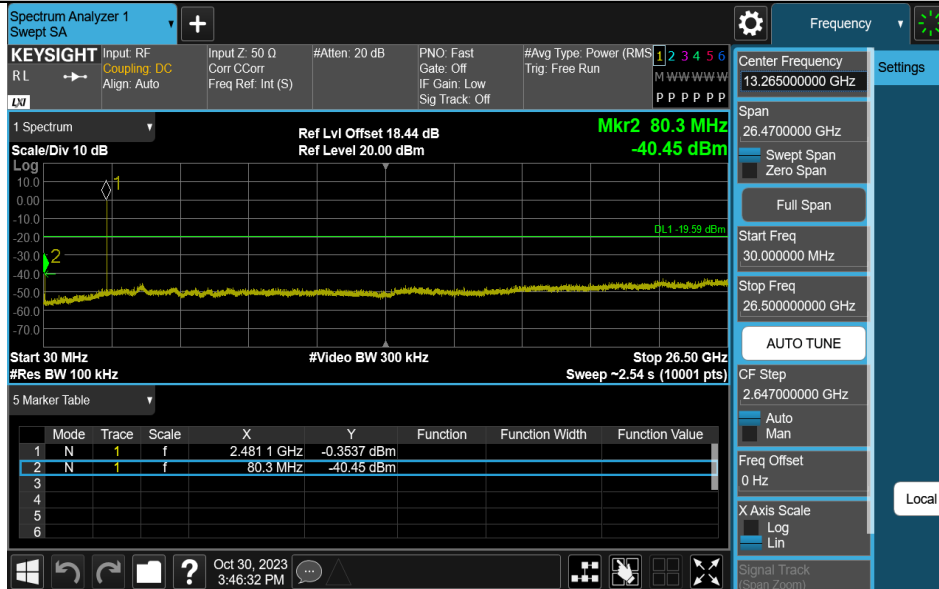 Spectrum Analyzer 1
Swept SA
+
Frequency
KEYSIGHT
RL
LXI
Input: RF
Coupling: DC
Align: Auto
Input Z: 50 Ω
Corr CCorr
Freq Ref: Int (S)
#Atten: 20 dB
PNO: Fast
Gate: Off
IF Gain: Low
Sig Track: Off
#Avg Type: Power (RMS
Trig: Free Run
1 2 3 4 5 6
M W W W W W
P P P P P P
1 Spectrum
Scale/Div 10 dB
Ref Lvl Offset 18.44 dB
Ref Level 20.00 dBm
Mkr2 80.3 MHz
-40.45 dBm
Log
10.0
0.00
-10.0
-20.0
-30.0
-40.0
-50.0
-60.0
-70.0
1
2
DL1 -19.59 dBm
Start 30 MHz
#Video BW 300 kHz
Stop 26.50 GHz
#Res BW 100 kHz
Sweep ~2.54 s (10001 pts)
5 Marker Table
Mode Trace Scale X Y Function Function Width Function Value
1 N 1 f 2.481 1 GHz -0.3537 dBm
2 N 1 f 80.3 MHz -40.45 dBm
3
4
5
6
?
Oct 30, 2023
3:46:32 PM
Center Frequency
13.265000000 GHz
Settings
Span
26.4700000 GHz
Swept Span
Zero Span
Full Span
Start Freq
30.000000 MHz
Stop Freq
26.500000000 GHz
AUTO TUNE
CF Step
2.647000000 GHz
Auto
Man
Freq Offset
0 Hz
Local
X Axis Scale
Log
Lin
Signal Track
(Span Zoom)